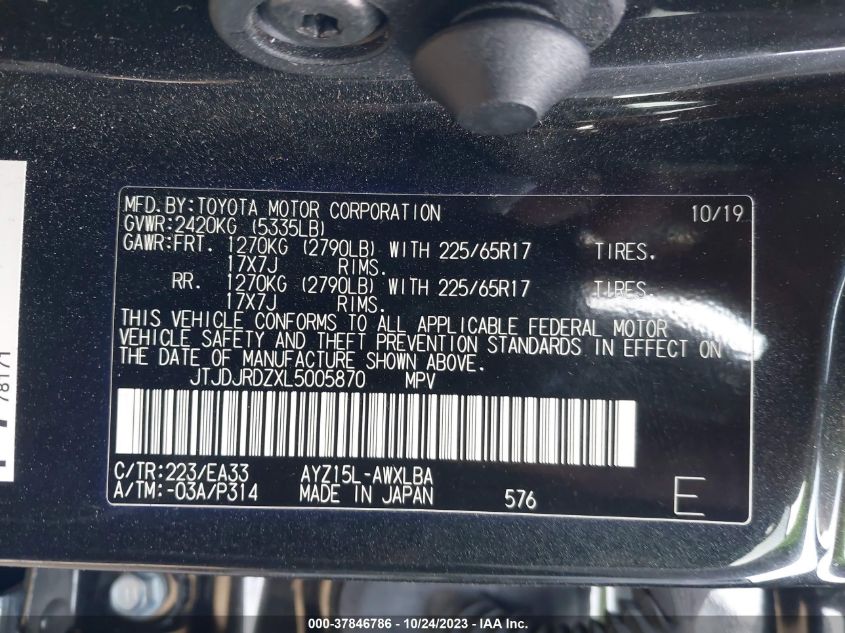 MFD.BY:TOYOTA MOTOR CORPORATION 10/19
GVWR:2420KG (5335LB)
GAWR:FRT. 1270KG (2790LB) WITH 225/65R17 TIRES.
17X7J RIMS.
RR. 1270KG (2790LB) WITH 225/65R17 TIRES.
17X7J RIMS.
THIS VEHICLE CONFORMS TO ALL APPLICABLE FEDERAL MOTOR
VEHICLE SAFETY AND THEFT PREVENTION STANDARDS IN EFFECT ON
THE DATE OF MANUFACTURE SHOWN ABOVE.
JTJDJRDZXL5005870 MPV
C/TR:223/EA33 AYZ15L-AWXLBA
A/TM:-03A/P314 MADE IN JAPAN 576 E
78171
000-37846786 - 10/24/2023 - IAA Inc.